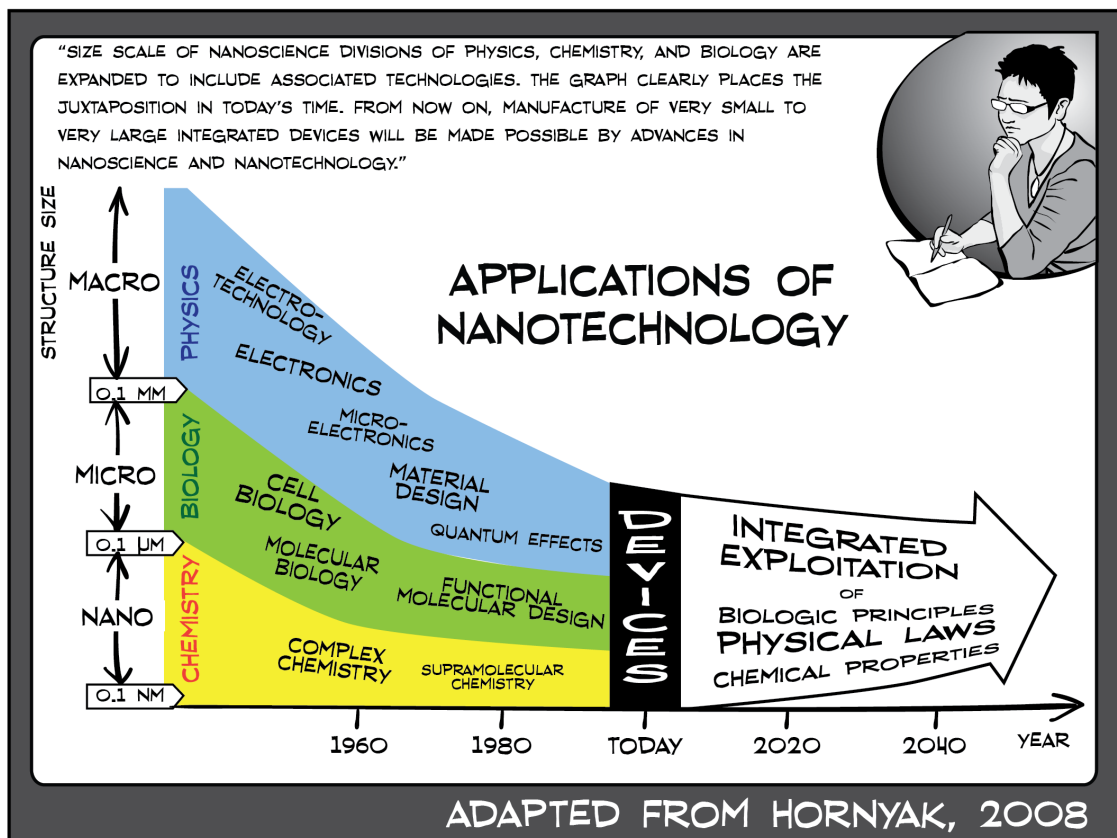 "SIZE SCALE OF NANOSCIENCE DIVISIONS OF PHYSICS, CHEMISTRY, AND BIOLOGY ARE
EXPANDED TO INCLUDE ASSOCIATED TECHNOLOGIES. THE GRAPH CLEARLY PLACES THE
JUXTAPOSITION IN TODAY'S TIME. FROM NOW ON, MANUFACTURE OF VERY SMALL TO
VERY LARGE INTEGRATED DEVICES WILL BE MADE POSSIBLE BY ADVANCES IN
NANOSCIENCE AND NANOTECHNOLOGY."
APPLICATIONS OF
NANOTECHNOLOGY
STRUCTURE SIZE
MACRO
0.1 MM
MICRO
0.1 µM
NANO
0.1 NM
PHYSICS
ELECTRO-
TECHNOLOGY
ELECTRONICS
MICRO-
ELECTRONICS
MATERIAL
DESIGN
QUANTUM EFFECTS
BIOLOGY
CELL
BIOLOGY
MOLECULAR
BIOLOGY
FUNCTIONAL
MOLECULAR DESIGN
CHEMISTRY
COMPLEX
CHEMISTRY
SUPRAMOLECULAR
CHEMISTRY
DEVICES
INTEGRATED
EXPLOITATION
OF
BIOLOGIC PRINCIPLES
PHYSICAL LAWS
CHEMICAL PROPERTIES
1960
1980
TODAY
2020
2040
YEAR
ADAPTED FROM HORNYAK, 2008